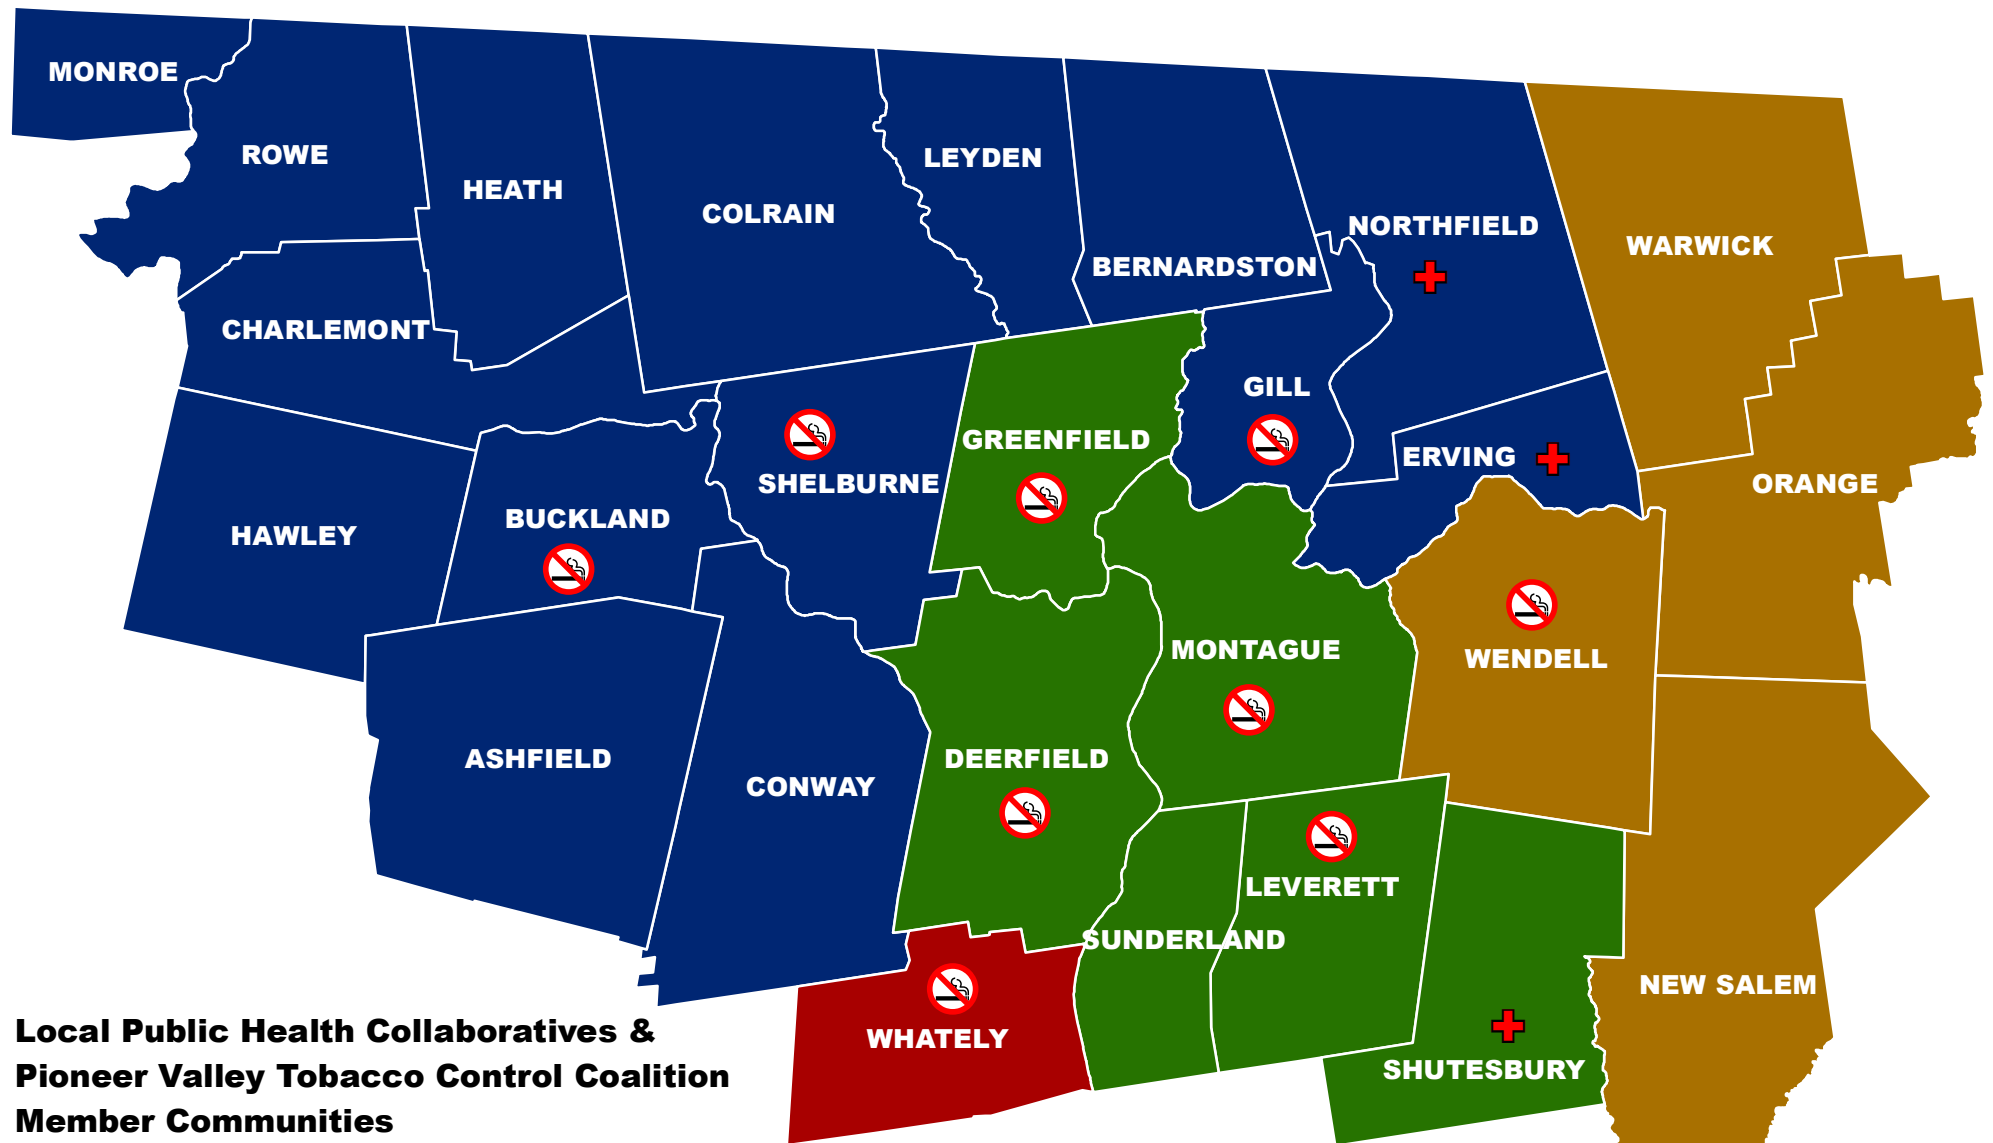 MONROE
ROWE
HEATH
COLRAIN
LEYDEN
BERNARDSTON
NORTHFIELD
WARWICK
CHARLEMONT
GILL
GREENFIELD
ERVING
ORANGE
SHELBURNE
BUCKLAND
HAWLEY
MONTAGUE
WENDELL
ASHFIELD
CONWAY
DEERFIELD
LEVERETT
SUNDERLAND
NEW SALEM
WHATELY
SHUTESBURY
Local Public Health Collaboratives &
Pioneer Valley Tobacco Control Coalition
Member Communities